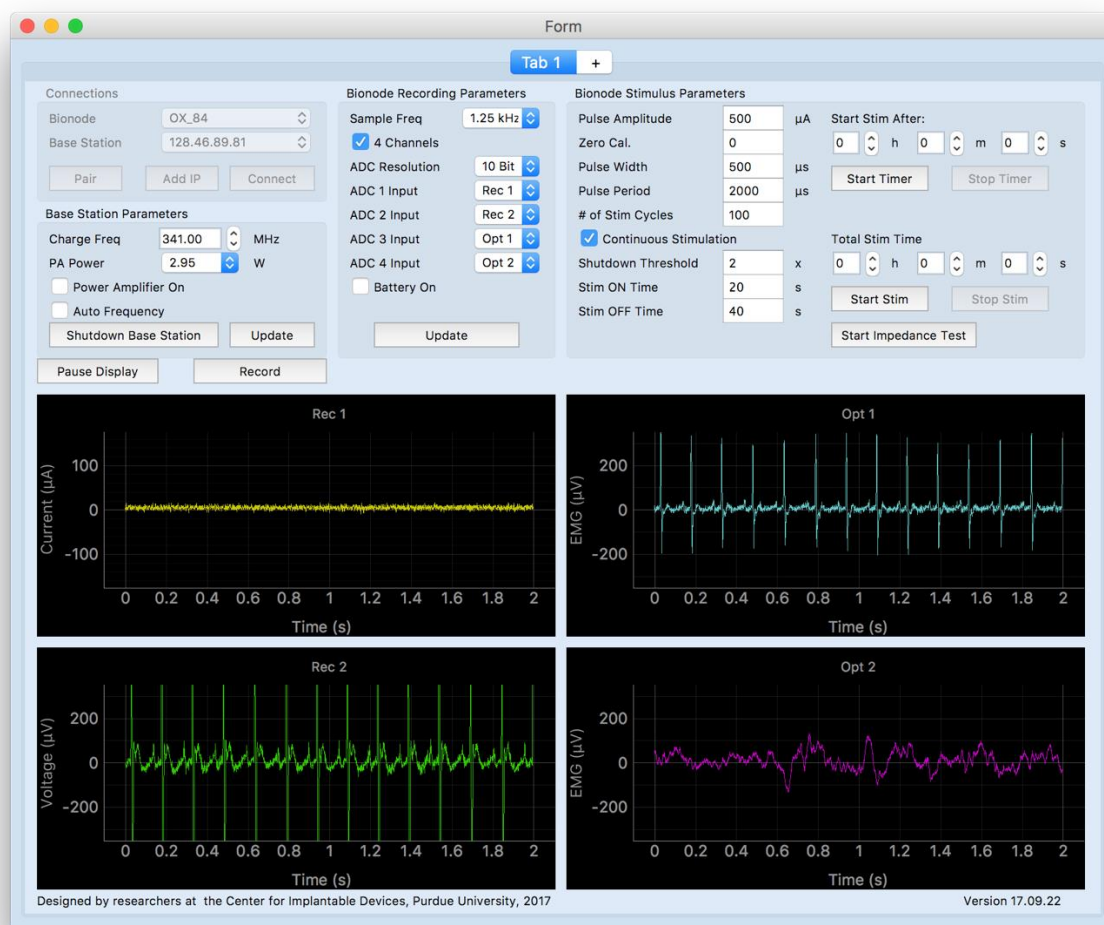 Form
Tab 1 +
Connections
Bionode OX_84
Base Station 128.46.89.81
Pair Add IP Connect
Base Station Parameters
Charge Freq 341.00 MHz
PA Power 2.95 W
Power Amplifier On
Auto Frequency
Shutdown Base Station Update
Pause Display Record
Bionode Recording Parameters
Sample Freq 1.25 kHz
4 Channels
ADC Resolution 10 Bit
ADC 1 Input Rec 1
ADC 2 Input Rec 2
ADC 3 Input Opt 1
ADC 4 Input Opt 2
Battery On
Update
Bionode Stimulus Parameters
Pulse Amplitude 500 μA
Zero Cal. 0
Pulse Width 500 μs
Pulse Period 2000 μs
# of Stim Cycles 100
Continuous Stimulation
Shutdown Threshold 2 x
Stim ON Time 20 s
Stim OFF Time 40 s
Start Stim After:
0 h 0 m 0 s
Start Timer Stop Timer
Total Stim Time
0 h 0 m 0 s
Start Stim Stop Stim
Start Impedance Test
Rec 1
Current (μA)
100
0
-100
0 0.2 0.4 0.6 0.8 1 1.2 1.4 1.6 1.8 2
Time (s)
Opt 1
EMG (μV)
200
0
-200
0 0.2 0.4 0.6 0.8 1 1.2 1.4 1.6 1.8 2
Time (s)
Rec 2
Voltage (μV)
200
0
-200
0 0.2 0.4 0.6 0.8 1 1.2 1.4 1.6 1.8 2
Time (s)
Opt 2
EMG (μV)
200
0
-200
0 0.2 0.4 0.6 0.8 1 1.2 1.4 1.6 1.8 2
Time (s)
Designed by researchers at the Center for Implantable Devices, Purdue University, 2017
Version 17.09.22